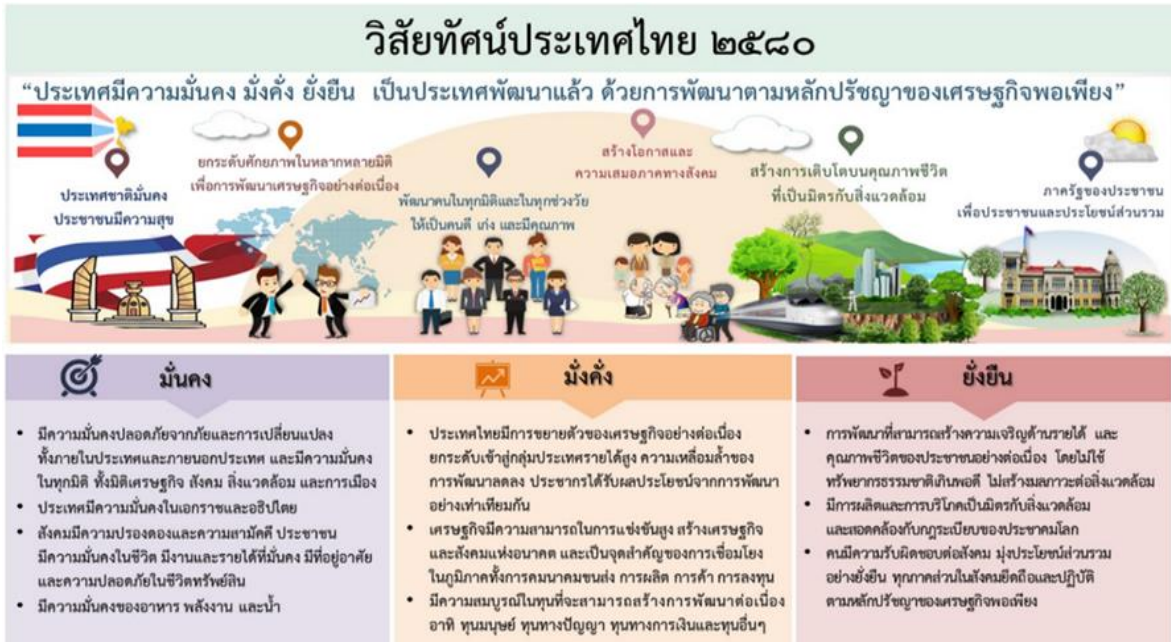 วิสัยทัศน์ประเทศไทย ๒๕๘๐
“ประเทศมีความมั่นคง มั่งคั่ง ยั่งยืน เป็นประเทศพัฒนาแล้ว ด้วยการพัฒนาตามหลักปรัชญาของเศรษฐกิจพอเพียง”
ประเทศชาติมั่นคง
ประชาชนมีความสุข
ยกระดับศักยภาพในหลากหลายมิติ
เพื่อการพัฒนาเศรษฐกิจอย่างต่อเนื่อง
พัฒนาคนในทุกมิติและในทุกช่วงวัย
ให้เป็นคนดี เก่ง และมีคุณภาพ
สร้างโอกาสและ
ความเสมอภาคทางสังคม
สร้างการเติบโตบนคุณภาพชีวิต
ที่เป็นมิตรกับสิ่งแวดล้อม
ภาครัฐของประชาชน
เพื่อประชาชนและประโยชน์ส่วนรวม
มั่นคง
• มีความมั่นคงปลอดภัยจากภัยและการเปลี่ยนแปลง
ทั้งภายในประเทศและภายนอกประเทศ และมีความมั่นคง
ในทุกมิติ ทั้งมิติเศรษฐกิจ สังคม สิ่งแวดล้อม และการเมือง
• ประเทศมีความมั่นคงในเอกราชและอธิปไตย
• สังคมมีความปรองดองและความสามัคคี ประชาชน
มีความมั่นคงในชีวิต มีงานและรายได้ที่มั่นคง มีที่อยู่อาศัย
และความปลอดภัยในชีวิตทรัพย์สิน
• มีความมั่นคงของอาหาร พลังงาน และน้ำ
มั่งคั่ง
• ประเทศไทยมีการขยายตัวของเศรษฐกิจอย่างต่อเนื่อง
ยกระดับเข้าสู่กลุ่มประเทศรายได้สูง ความเหลื่อมล้ำของ
การพัฒนาลดลง ประชากรได้รับผลประโยชน์จากการพัฒนา
อย่างเท่าเทียมกัน
• เศรษฐกิจมีความสามารถในการแข่งขันสูง สร้างเศรษฐกิจ
และสังคมแห่งอนาคต และเป็นจุดสำคัญของการเชื่อมโยง
ในภูมิภาคทั้งการคมนาคมขนส่ง การผลิต การค้า การลงทุน
• มีความสมบูรณ์ในทุนที่จะสามารถสร้างการพัฒนาต่อเนื่อง
อาทิ ทุนมนุษย์ ทุนทางปัญญา ทุนทางการเงินและทุนอื่นๆ
ยั่งยืน
• การพัฒนาที่สามารถสร้างความเจริญด้านรายได้ และ
คุณภาพชีวิตของประชาชนอย่างต่อเนื่อง โดยไม่ใช้
ทรัพยากรธรรมชาติเกินพอดี ไม่สร้างมลภาวะต่อสิ่งแวดล้อม
• มีการผลิตและการบริโภคเป็นมิตรกับสิ่งแวดล้อม
และสอดคล้องกับกฎระเบียบของประชาคมโลก
• คนมีความรับผิดชอบต่อสังคม มุ่งประโยชน์ส่วนรวม
อย่างยั่งยืน ทุกภาคส่วนในสังคมยึดถือและปฏิบัติ
ตามหลักปรัชญาของเศรษฐกิจพอเพียง